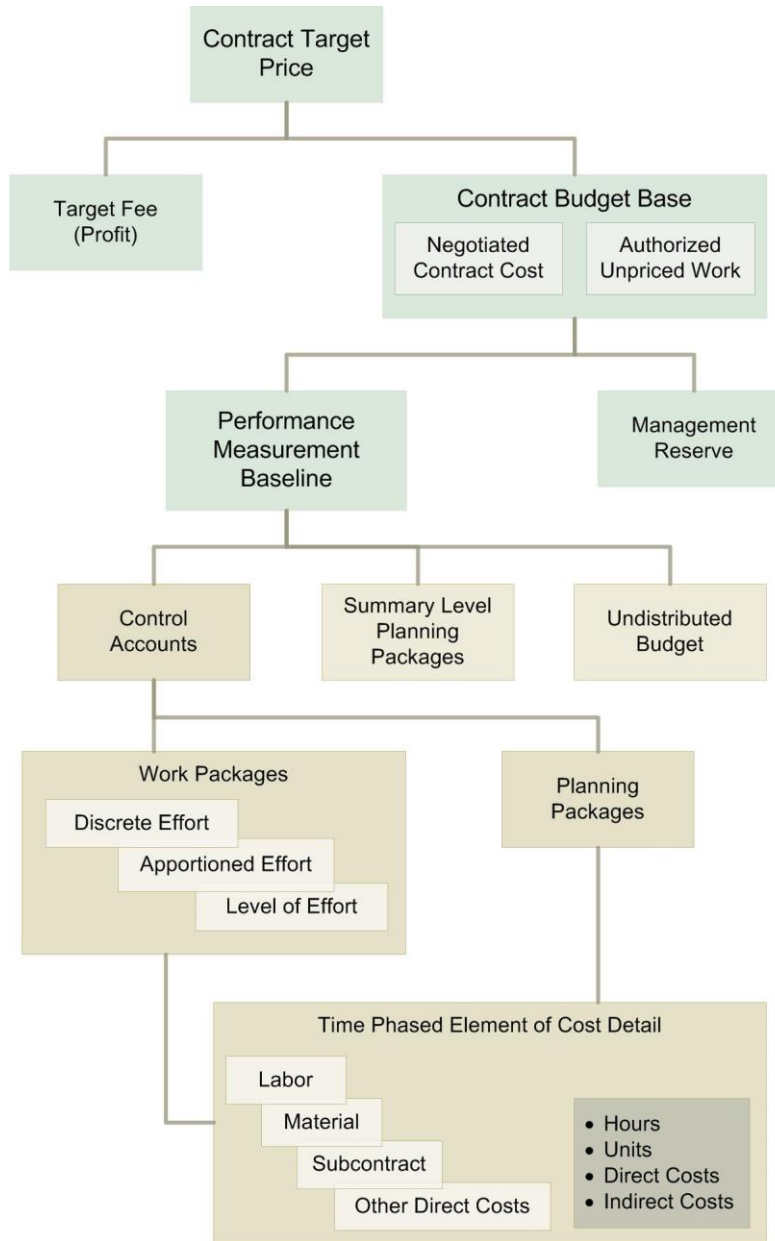 Contract Target
Price
Target Fee
(Profit)
Contract Budget Base
Negotiated
Contract Cost
Authorized
Unpriced Work
Performance
Measurement
Baseline
Management
Reserve
Control
Accounts
Summary Level
Planning
Packages
Undistributed
Budget
Work Packages
Discrete Effort
Apportioned Effort
Level of Effort
Planning
Packages
Time Phased Element of Cost Detail
Labor
Material
Subcontract
Other Direct Costs
• Hours
• Units
• Direct Costs
• Indirect Costs